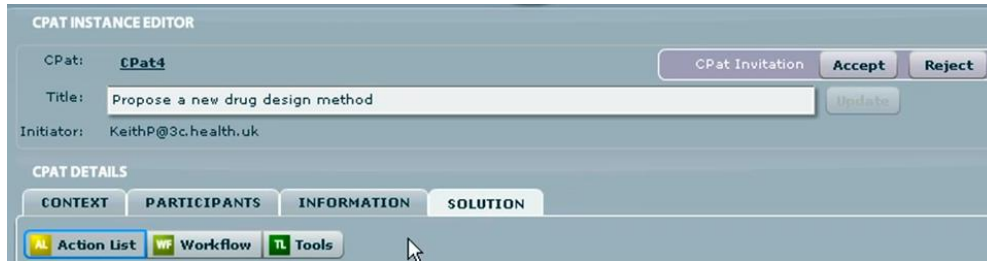 CPAT INSTANCE EDITOR
CPat: CPat4 CPat Invitation Accept Reject
Title: Propose a new drug design method Update
Initiator: KeithP@3c.health.uk
CPAT DETAILS
CONTEXT PARTICIPANTS INFORMATION SOLUTION
AL Action List WF Workflow TL Tools